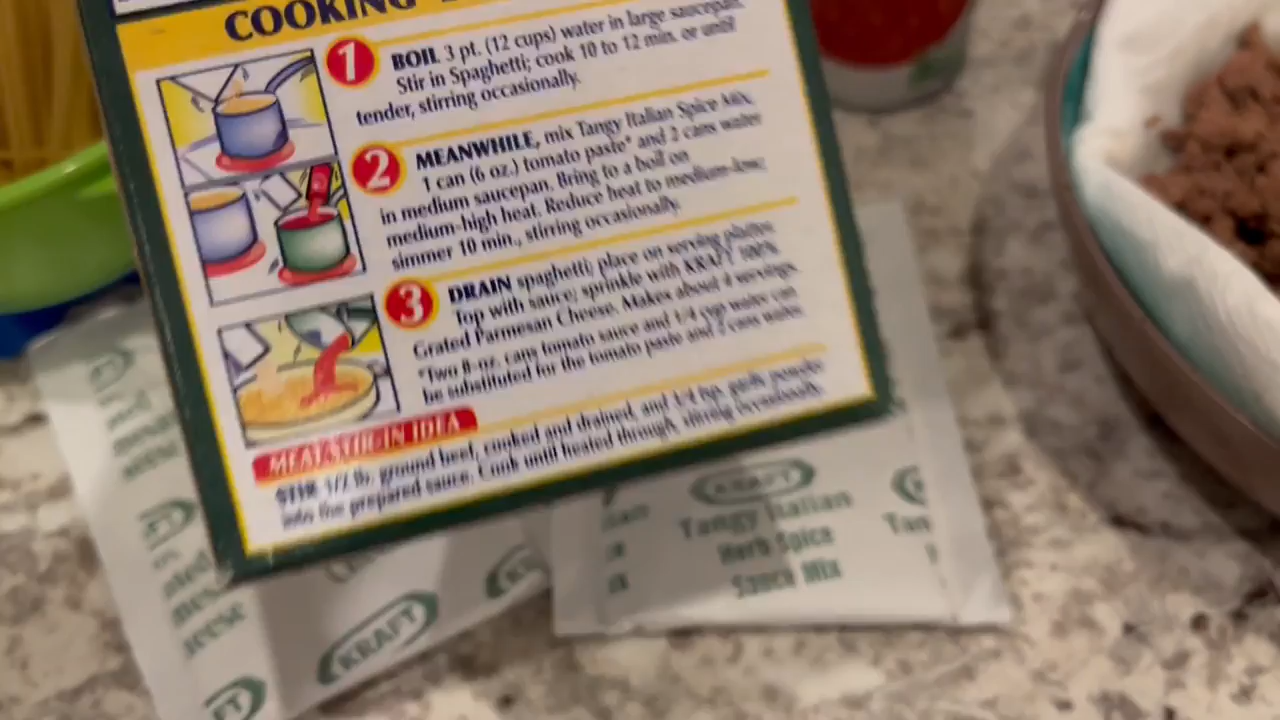 COOKING
1 BOIL 3 pt. (12 cups) water in large saucepan.
Stir in Spaghetti; cook 10 to 12 min. or until
tender, stirring occasionally.
2 MEANWHILE, mix Tangy Italian Spice Mix,
1 can (6 oz.) tomato paste* and 2 cans water
in medium saucepan. Bring to a boil on
medium-high heat. Reduce heat to medium-low;
simmer 10 min., stirring occasionally.
3 DRAIN spaghetti; place on serving platter.
Top with sauce; sprinkle with KRAFT 100%
Grated Parmesan Cheese. Makes about 4 servings.
*Two 8-oz. cans tomato sauce and 1/4 cup water can
be substituted for the tomato paste and 2 cans water.
MEAT STIR-IN IDEA
STIR 1/2 lb. ground beef, cooked and drained, and 1/4 tsp. garlic powder
into the prepared sauce. Cook until heated through, stirring occasionally.
KRAFT
Tangy Italian
Herb Spice
Sauce Mix
Tan
KRAFT